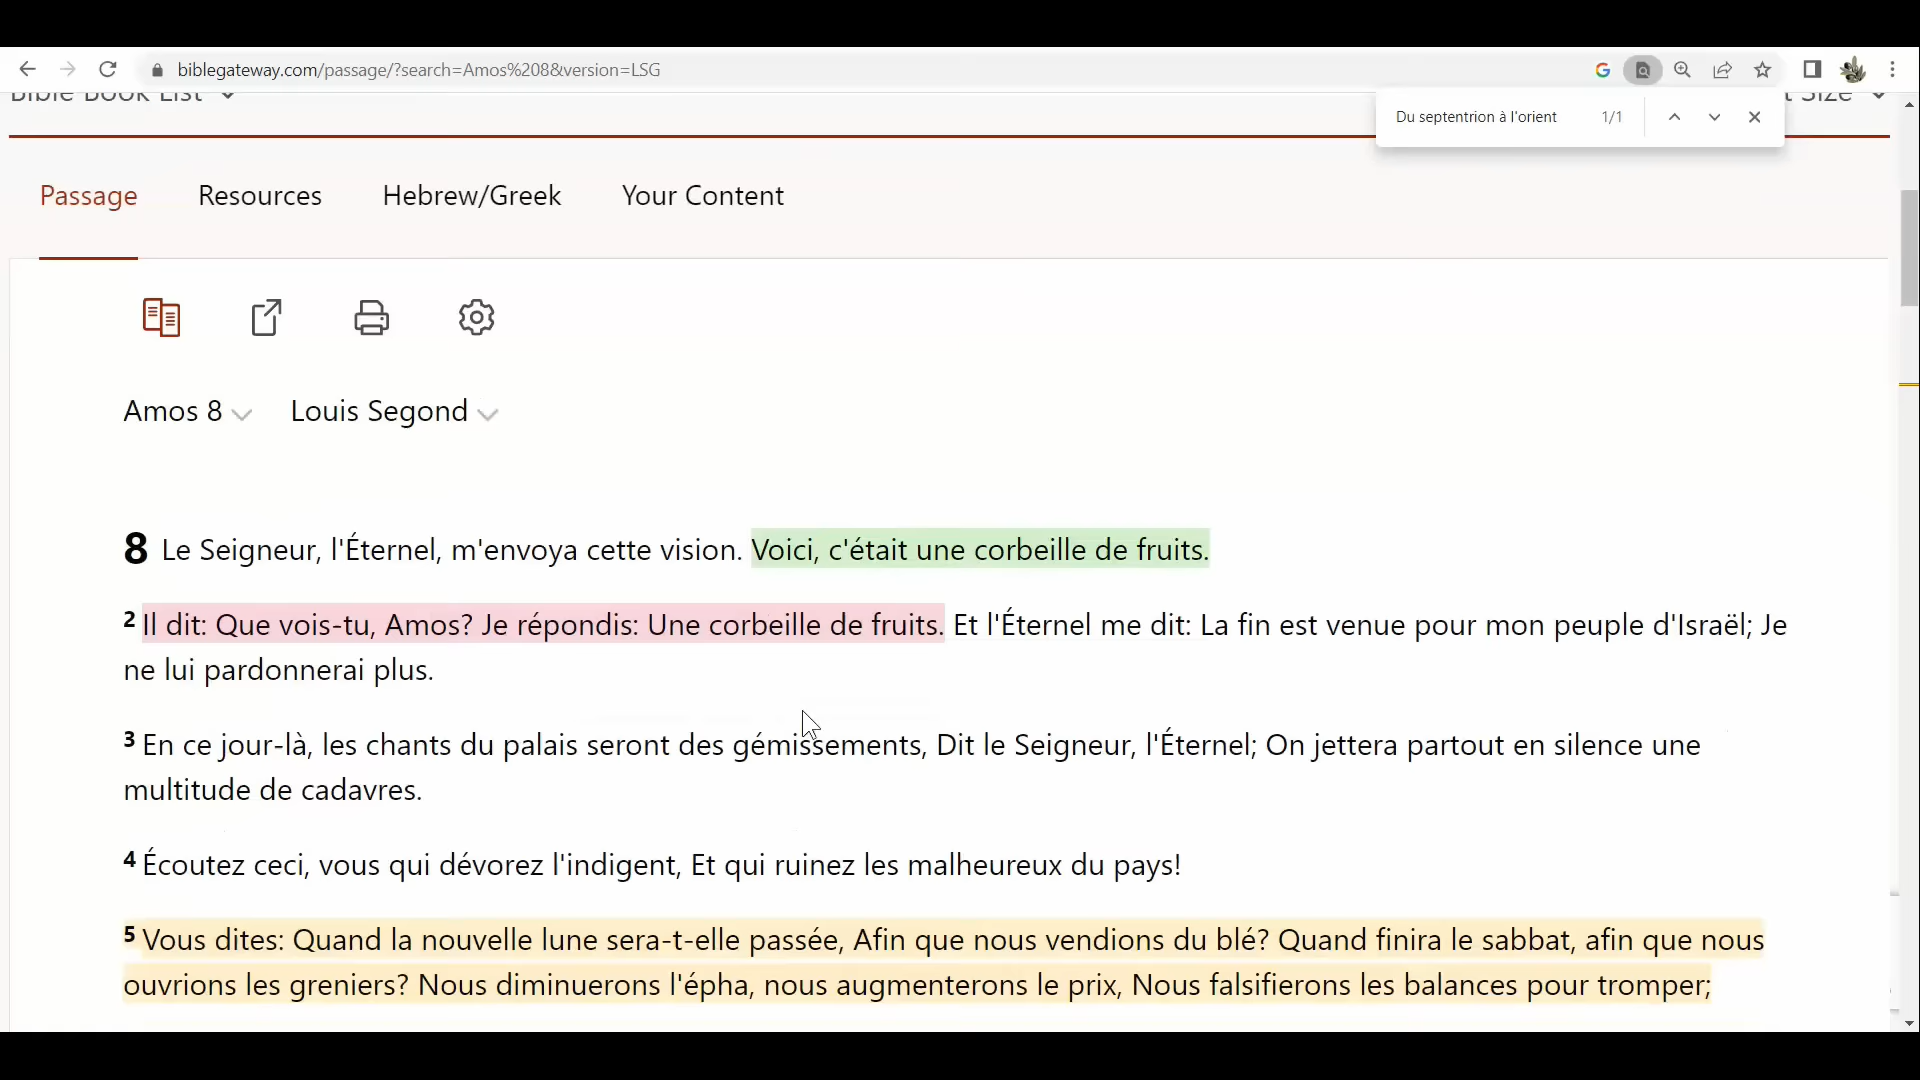 biblegateway.com/passage/?search=Amos%208&version=LSG
Bible Book List
Du septentrion à l'orient 1/1
Passage Resources Hebrew/Greek Your Content
Amos 8 Louis Segond
8 Le Seigneur, l'Éternel, m'envoya cette vision. Voici, c'était une corbeille de fruits.
2 Il dit: Que vois-tu, Amos? Je répondis: Une corbeille de fruits. Et l'Éternel me dit: La fin est venue pour mon peuple d'Israël; Je
ne lui pardonnerai plus.
3 En ce jour-là, les chants du palais seront des gémissements, Dit le Seigneur, l'Éternel; On jettera partout en silence une
multitude de cadavres.
4 Écoutez ceci, vous qui dévorez l'indigent, Et qui ruinez les malheureux du pays!
5 Vous dites: Quand la nouvelle lune sera-t-elle passée, Afin que nous vendions du blé? Quand finira le sabbat, afin que nous
ouvrions les greniers? Nous diminuerons l'épha, nous augmenterons le prix, Nous falsifierons les balances pour tromper;